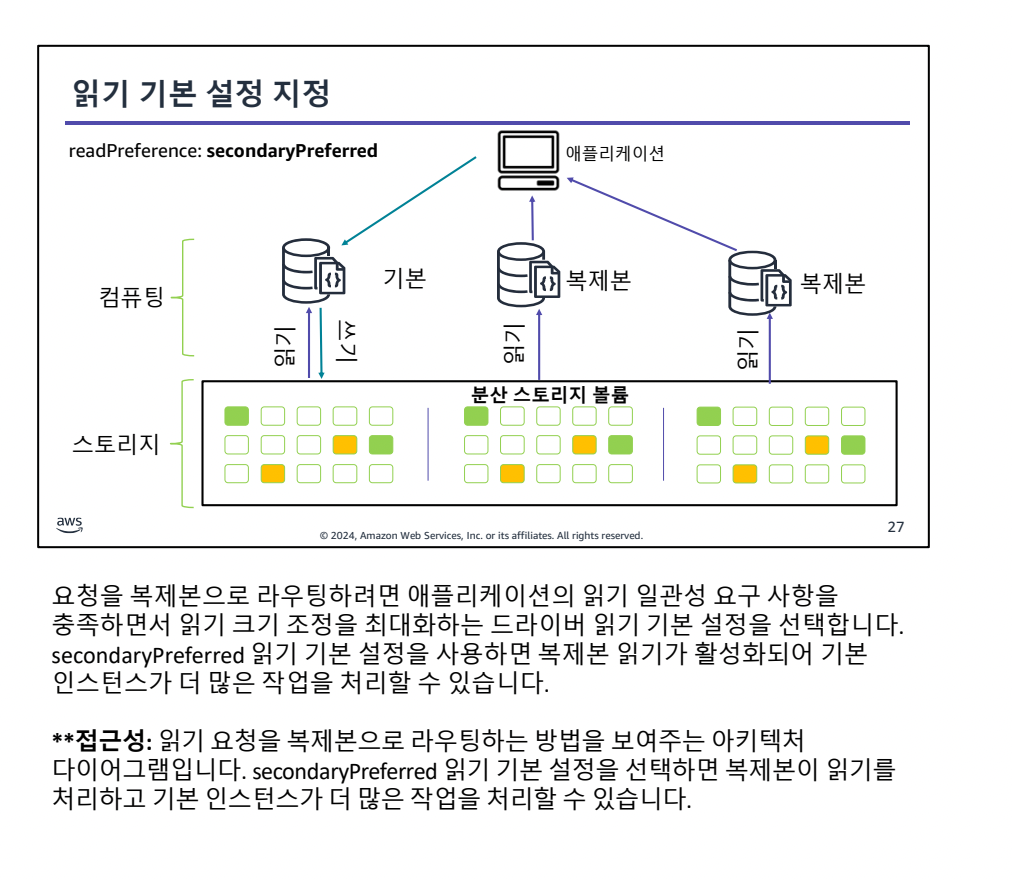 읽기 기본 설정 지정
readPreference: secondaryPreferred
애플리케이션
컴퓨팅
기본
복제본
복제본
읽기
쓰기
읽기
읽기
분산 스토리지 볼륨
스토리지
aws
© 2024, Amazon Web Services, Inc. or its affiliates. All rights reserved.
27
요청을 복제본으로 라우팅하려면 애플리케이션의 읽기 일관성 요구 사항을
충족하면서 읽기 크기 조정을 최대화하는 드라이버 읽기 기본 설정을 선택합니다.
secondaryPreferred 읽기 기본 설정을 사용하면 복제본 읽기가 활성화되어 기본
인스턴스가 더 많은 작업을 처리할 수 있습니다.
**접근성: 읽기 요청을 복제본으로 라우팅하는 방법을 보여주는 아키텍처
다이어그램입니다. secondaryPreferred 읽기 기본 설정을 선택하면 복제본이 읽기를
처리하고 기본 인스턴스가 더 많은 작업을 처리할 수 있습니다.